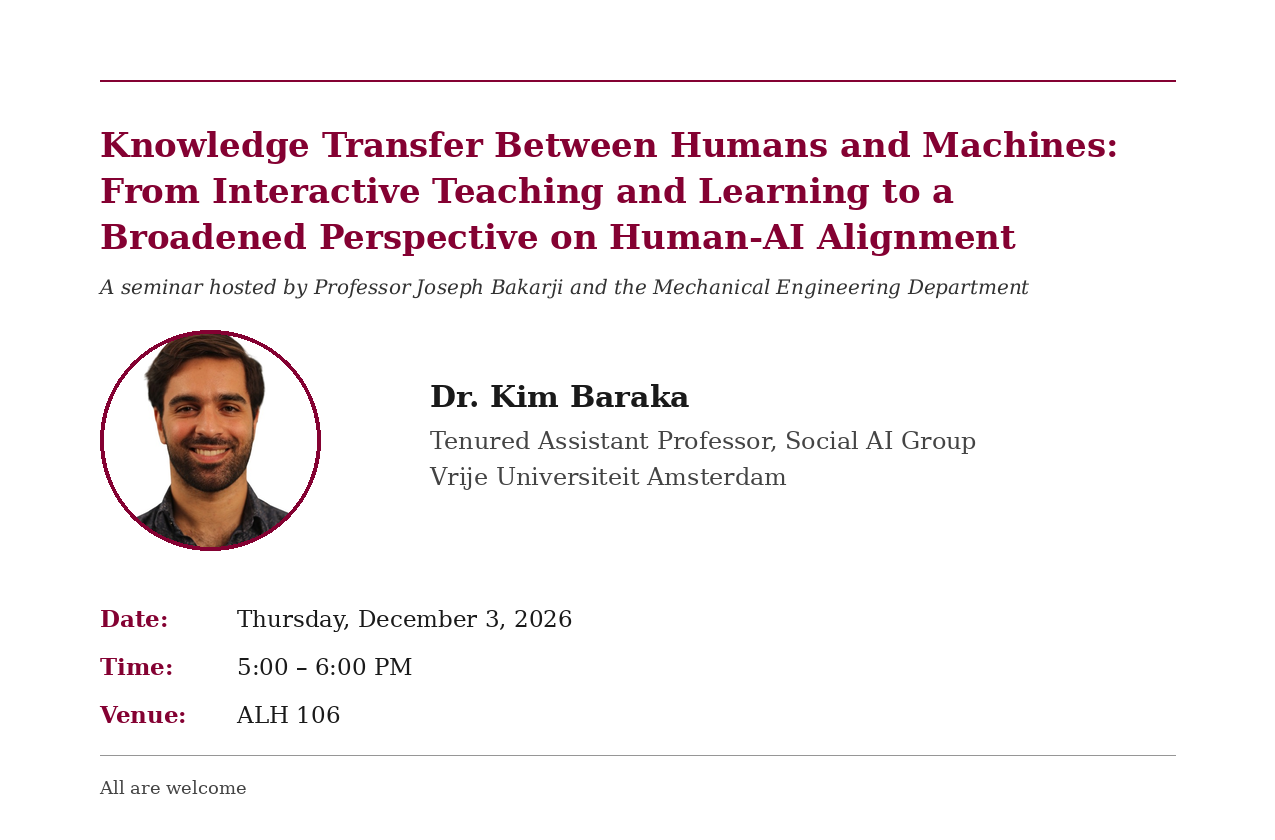 Knowledge Transfer Between Humans and Machines:
From Interactive Teaching and Learning to a
Broadened Perspective on Human-AI Alignment
A seminar hosted by Professor Joseph Bakarji and the Mechanical Engineering Department
Dr. Kim Baraka
Tenured Assistant Professor, Social AI Group
Vrije Universiteit Amsterdam
Date: Thursday, December 3, 2026
Time: 5:00 – 6:00 PM
Venue: ALH 106
All are welcome